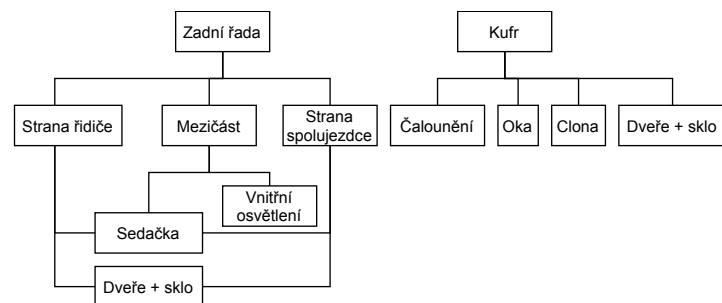 Zadní řada
Kufr
Strana řidiče
Mezičást
Strana
spolujezdce
Čalounění
Oka
Clona
Dveře + sklo
Vnitřní
osvětlení
Sedačka
Dveře + sklo